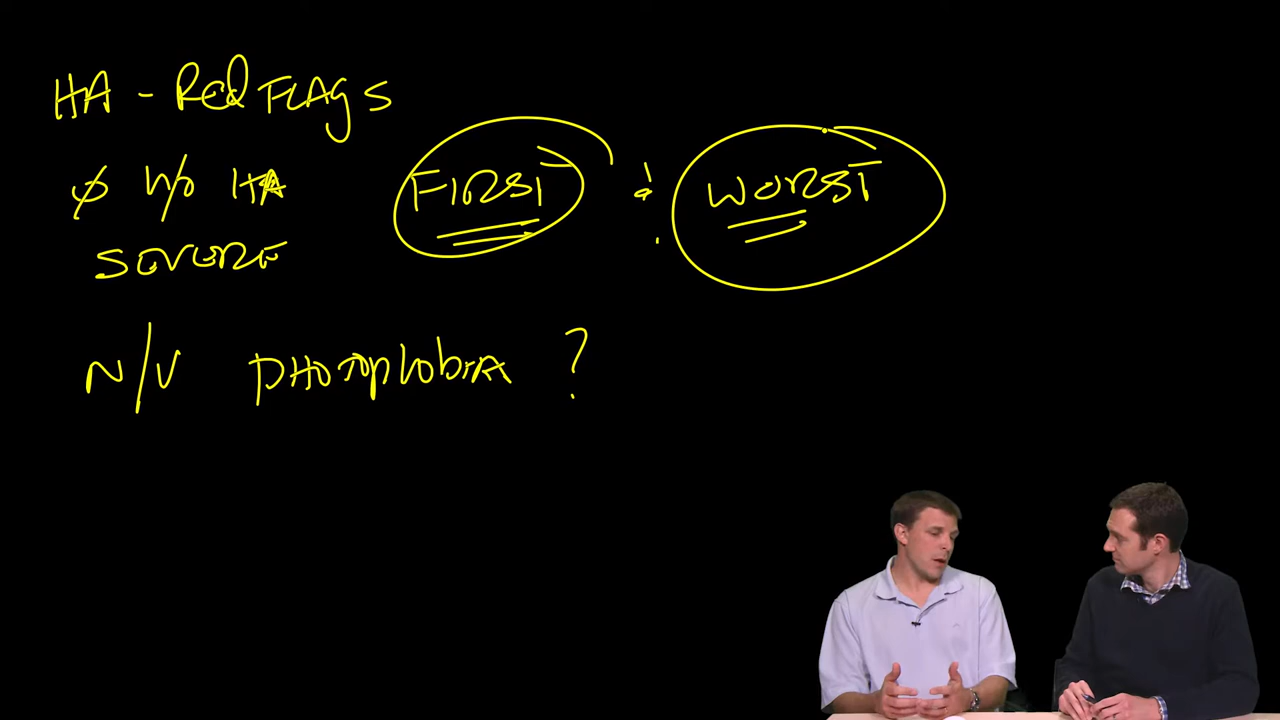 HA - Red FLAgS
ø h/o HA
SEVERE
FIRST & WORST
N/V PHOTOPHobIA ?